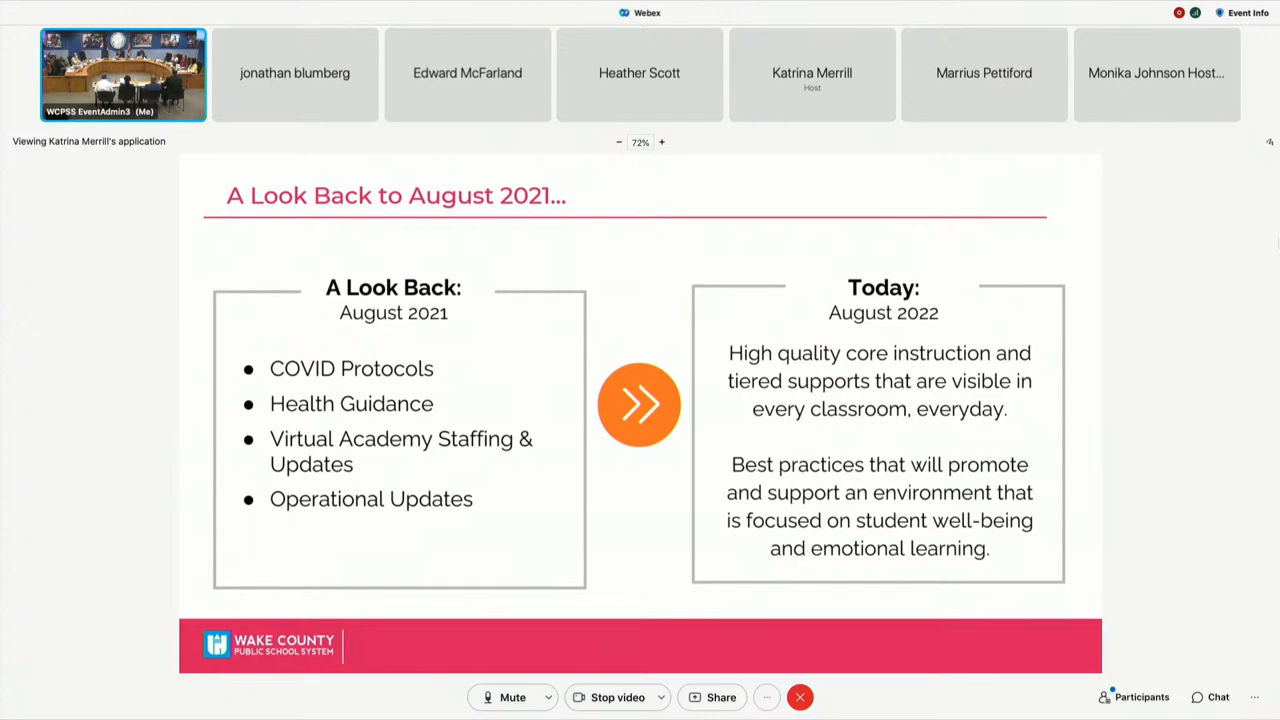 Webex
Event Info
WCPSS EventAdmin3 (Me)
jonathan blumberg
Edward McFarland
Heather Scott
Katrina Merrill
Host
Marrius Pettiford
Monika Johnson Host...
Viewing Katrina Merrill's application
− 72% +
A Look Back to August 2021...
A Look Back:
August 2021
● COVID Protocols
● Health Guidance
● Virtual Academy Staffing &
Updates
● Operational Updates
Today:
August 2022
High quality core instruction and
tiered supports that are visible in
every classroom, everyday.
Best practices that will promote
and support an environment that
is focused on student well-being
and emotional learning.
WAKE COUNTY
PUBLIC SCHOOL SYSTEM
Mute
Stop video
Share
Participants
Chat